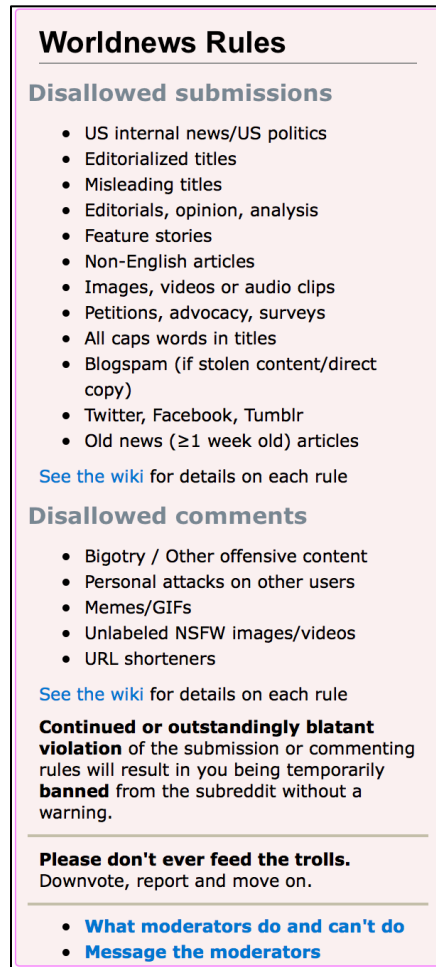 Worldnews Rules
Disallowed submissions
• US internal news/US politics
• Editorialized titles
• Misleading titles
• Editorials, opinion, analysis
• Feature stories
• Non-English articles
• Images, videos or audio clips
• Petitions, advocacy, surveys
• All caps words in titles
• Blogspam (if stolen content/direct
copy)
• Twitter, Facebook, Tumblr
• Old news (≥1 week old) articles
See the wiki for details on each rule
Disallowed comments
• Bigotry / Other offensive content
• Personal attacks on other users
• Memes/GIFs
• Unlabeled NSFW images/videos
• URL shorteners
See the wiki for details on each rule
Continued or outstandingly blatant
violation of the submission or commenting
rules will result in you being temporarily
banned from the subreddit without a
warning.
Please don't ever feed the trolls.
Downvote, report and move on.
• What moderators do and can't do
• Message the moderators